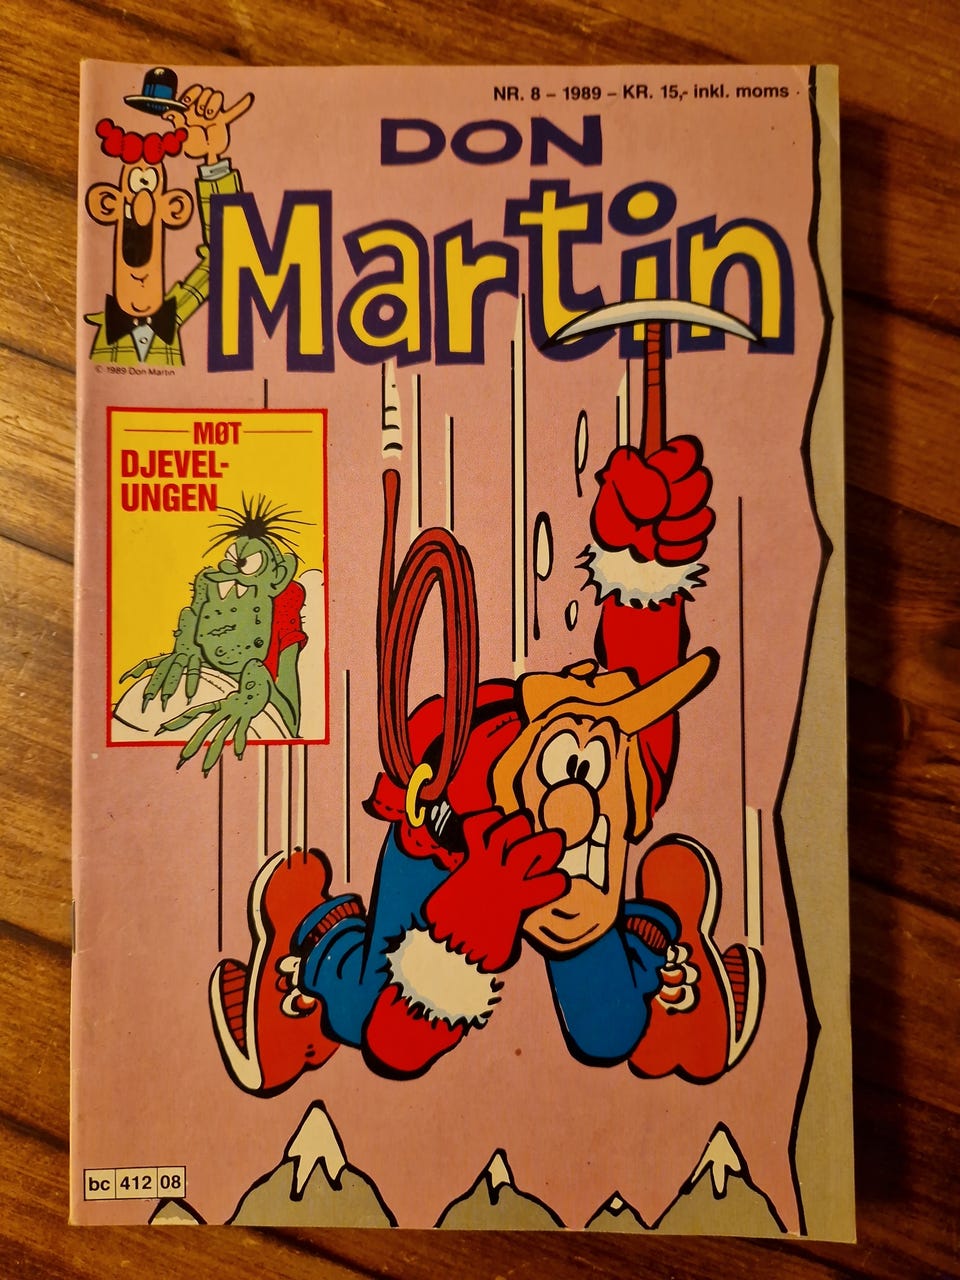 NR. 8 – 1989 – KR. 15,- inkl. moms
DON
Martin
© 1989 Don Martin
MØT
DJEVEL-
UNGEN
bc 412 08